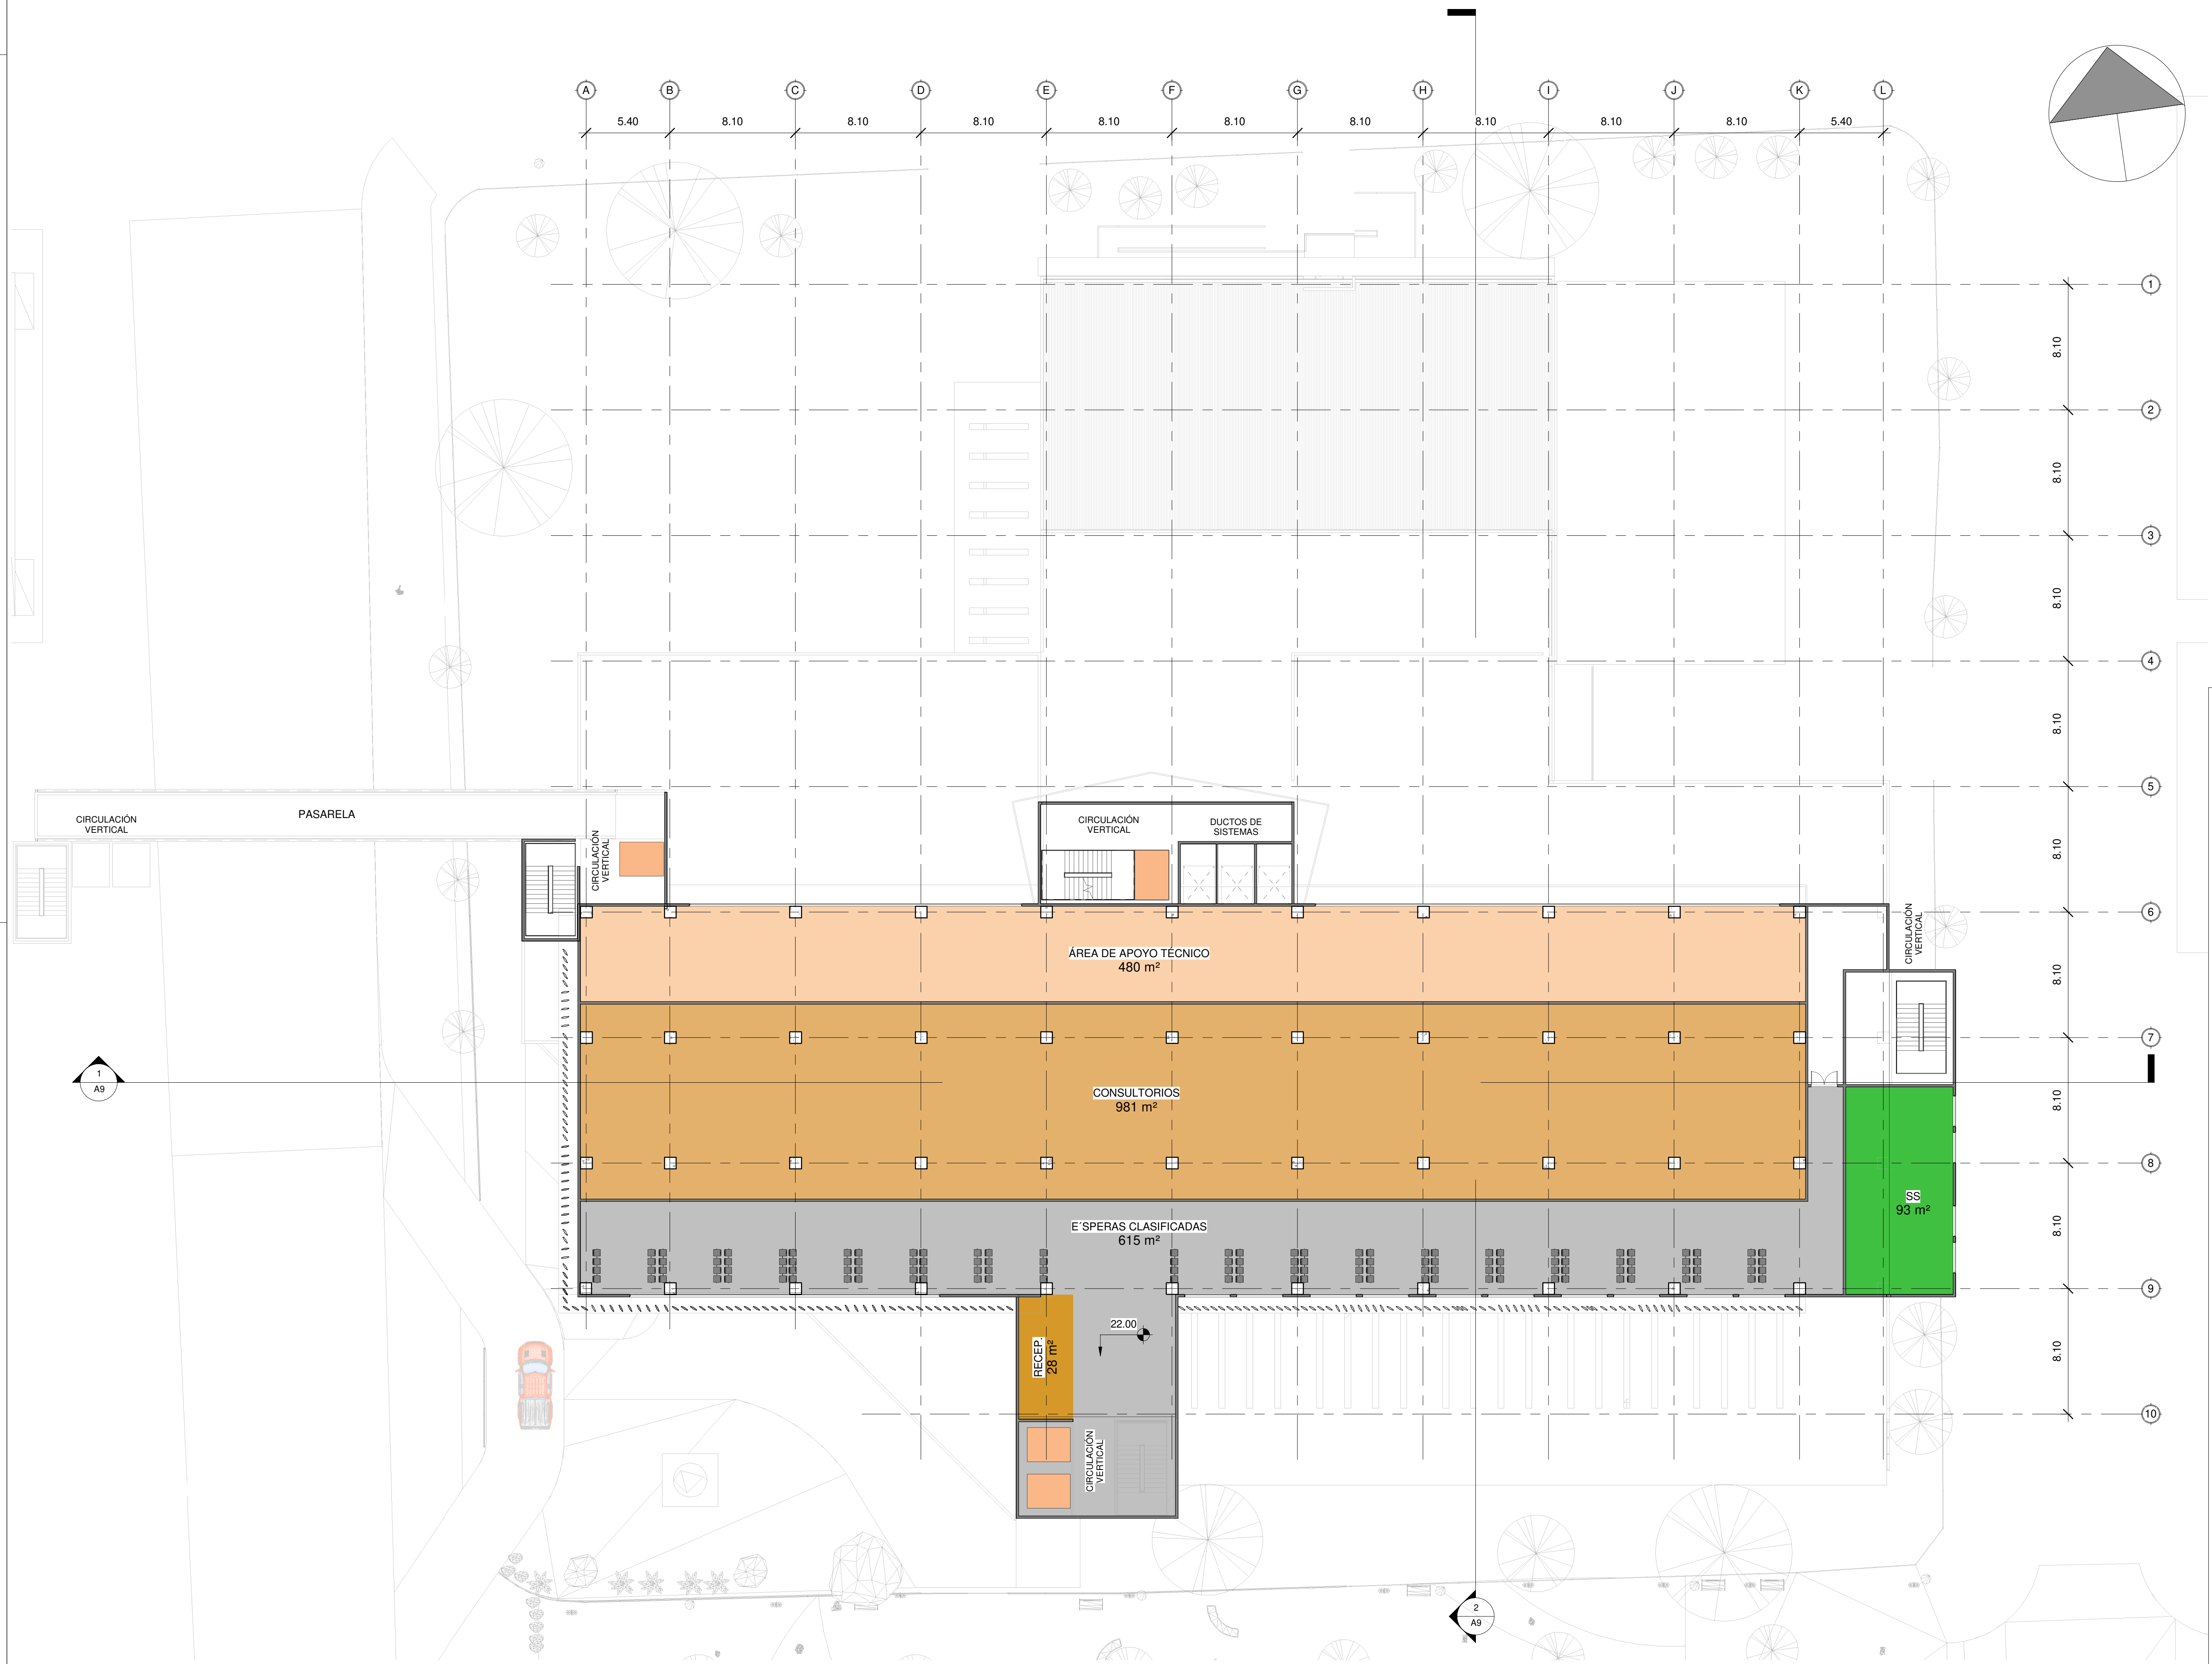 A B C D E F G H I J K L
5.40 8.10 8.10 8.10 8.10 8.10 8.10 8.10 8.10 8.10 5.40
1
8.10
2
8.10
3
8.10
4
8.10
5
8.10
6
8.10
7
8.10
8
8.10
9
8.10
10
CIRCULACIÓN
VERTICAL
PASARELA
CIRCULACIÓN
VERTICAL
CIRCULACIÓN
VERTICAL
DUCTOS DE
SISTEMAS
CIRCULACIÓN
VERTICAL
ÁREA DE APOYO TÉCNICO
480 m²
1
A9
CONSULTORIOS
981 m²
SS
93 m²
E´SPERAS CLASIFICADAS
615 m²
22.00
RECEP.
28 m²
CIRCULACIÓN
VERTICAL
2
A9